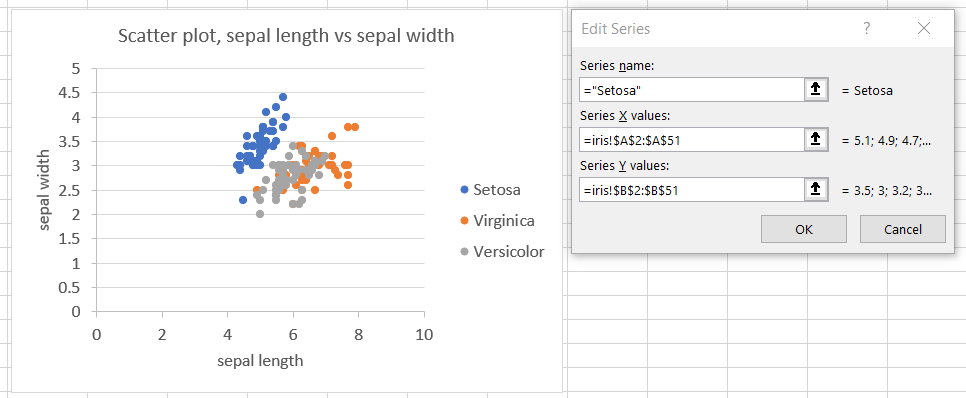 Scatter plot, sepal length vs sepal width
5
4.5
4
3.5
3
2.5
2
1.5
1
0.5
0
sepal width
0 2 4 6 8 10
sepal length
Setosa
Virginica
Versicolor
Edit Series ? ×
Series name:
="Setosa" = Setosa
Series X values:
=iris!$A$2:$A$51 = 5.1; 4.9; 4.7;...
Series Y values:
=iris!$B$2:$B$51 = 3.5; 3; 3.2; 3...
OK Cancel